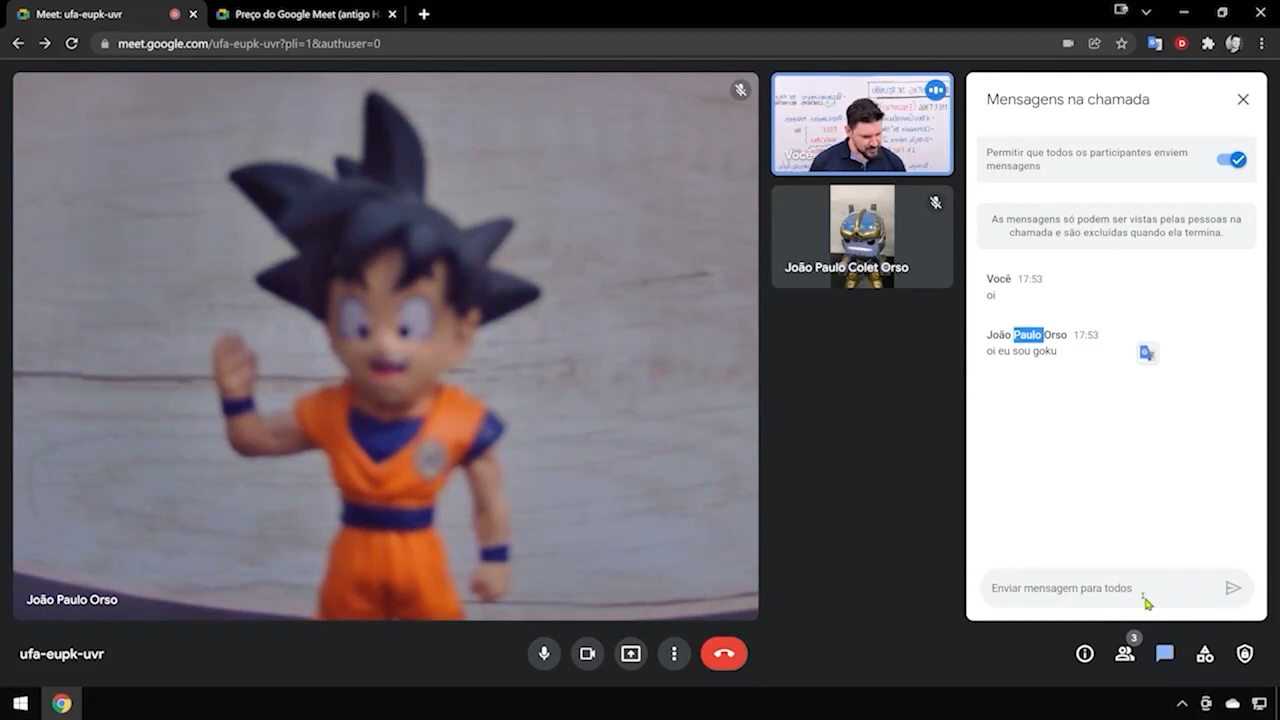 Meet: ufa-eupk-uvr
Preço do Google Meet (antigo H
meet.google.com/ufa-eupk-uvr?pli=1&authuser=0
Você
João Paulo Colet Orso
João Paulo Orso
Mensagens na chamada
Permitir que todos os participantes enviem
mensagens
As mensagens só podem ser vistas pelas pessoas na
chamada e são excluídas quando ela termina.
Você 17:53
oi
João Paulo Orso 17:53
oi eu sou goku
Enviar mensagem para todos
ufa-eupk-uvr
3